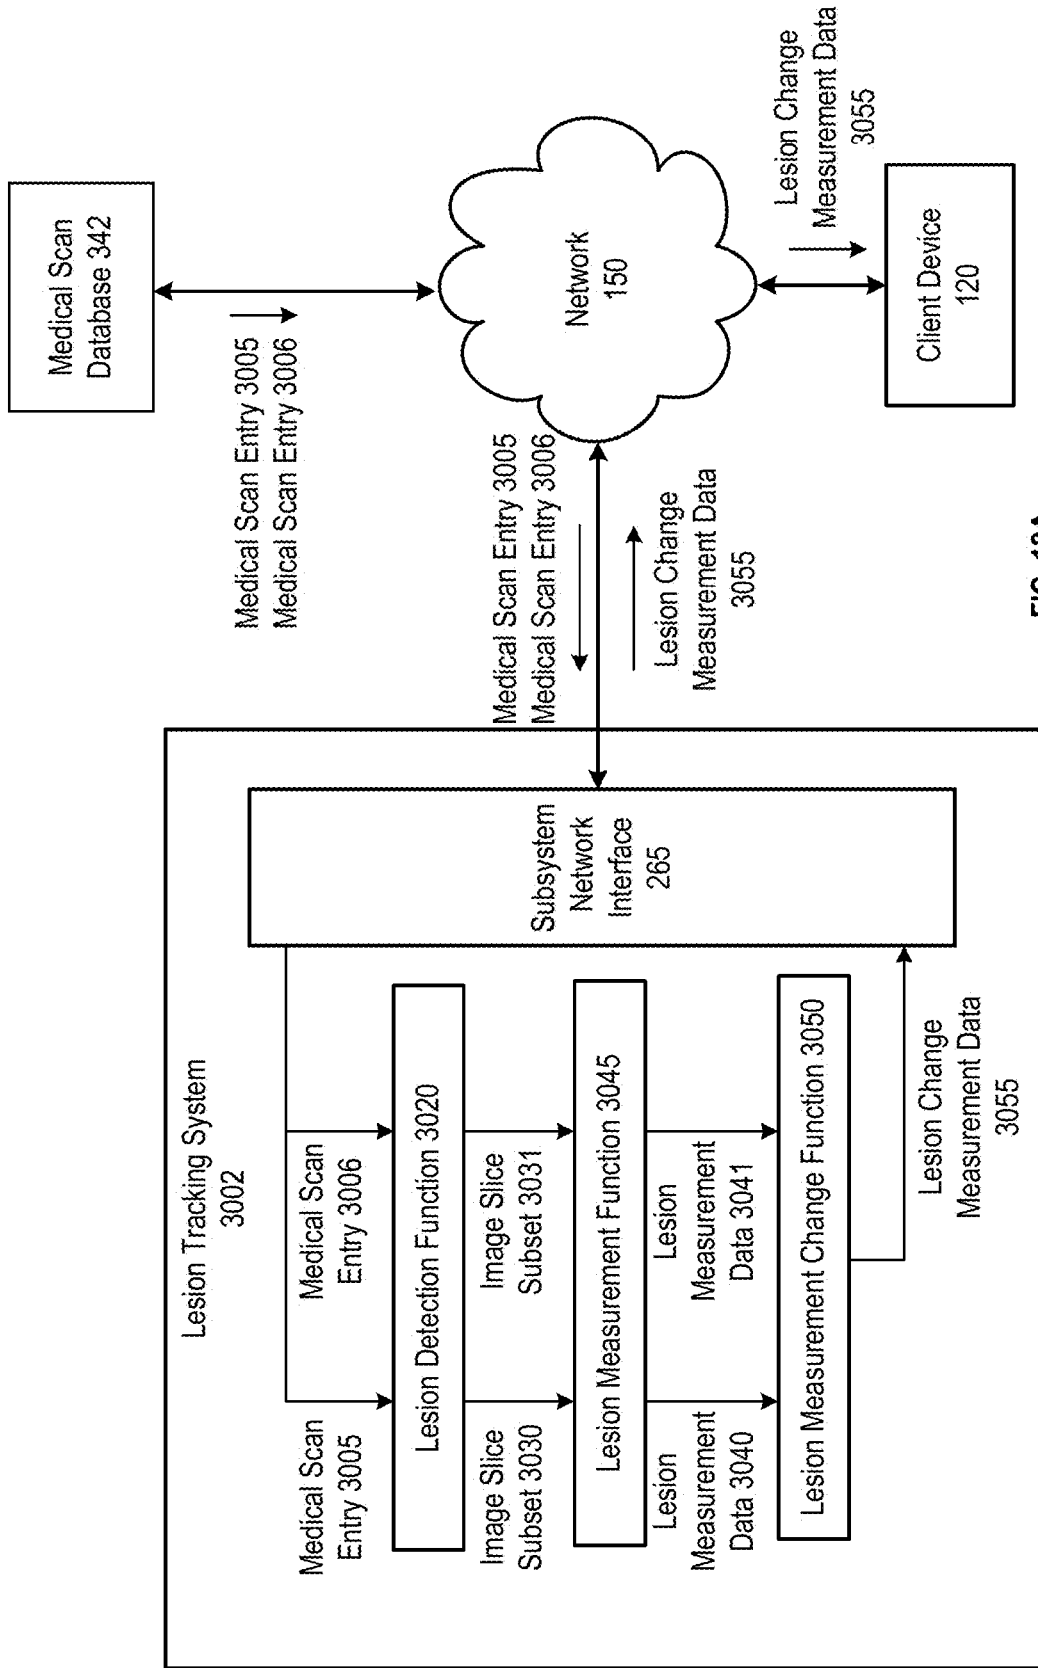 Lesion Tracking System
3002
Medical Scan
Entry 3005
Medical Scan
Entry 3006
Lesion Detection Function 3020
Image Slice
Subset 3030
Image Slice
Subset 3031
Lesion Measurement Function 3045
Lesion
Measurement
Data 3040
Lesion
Measurement
Data 3041
Lesion Measurement Change Function 3050
Lesion Change
Measurement Data
3055
Subsystem
Network
Interface
265
Medical Scan Entry 3005
Medical Scan Entry 3006
Lesion Change
Measurement Data
3055
Medical Scan
Database 342
Medical Scan Entry 3005
Medical Scan Entry 3006
Network
150
Lesion Change
Measurement Data
3055
Client Device
120